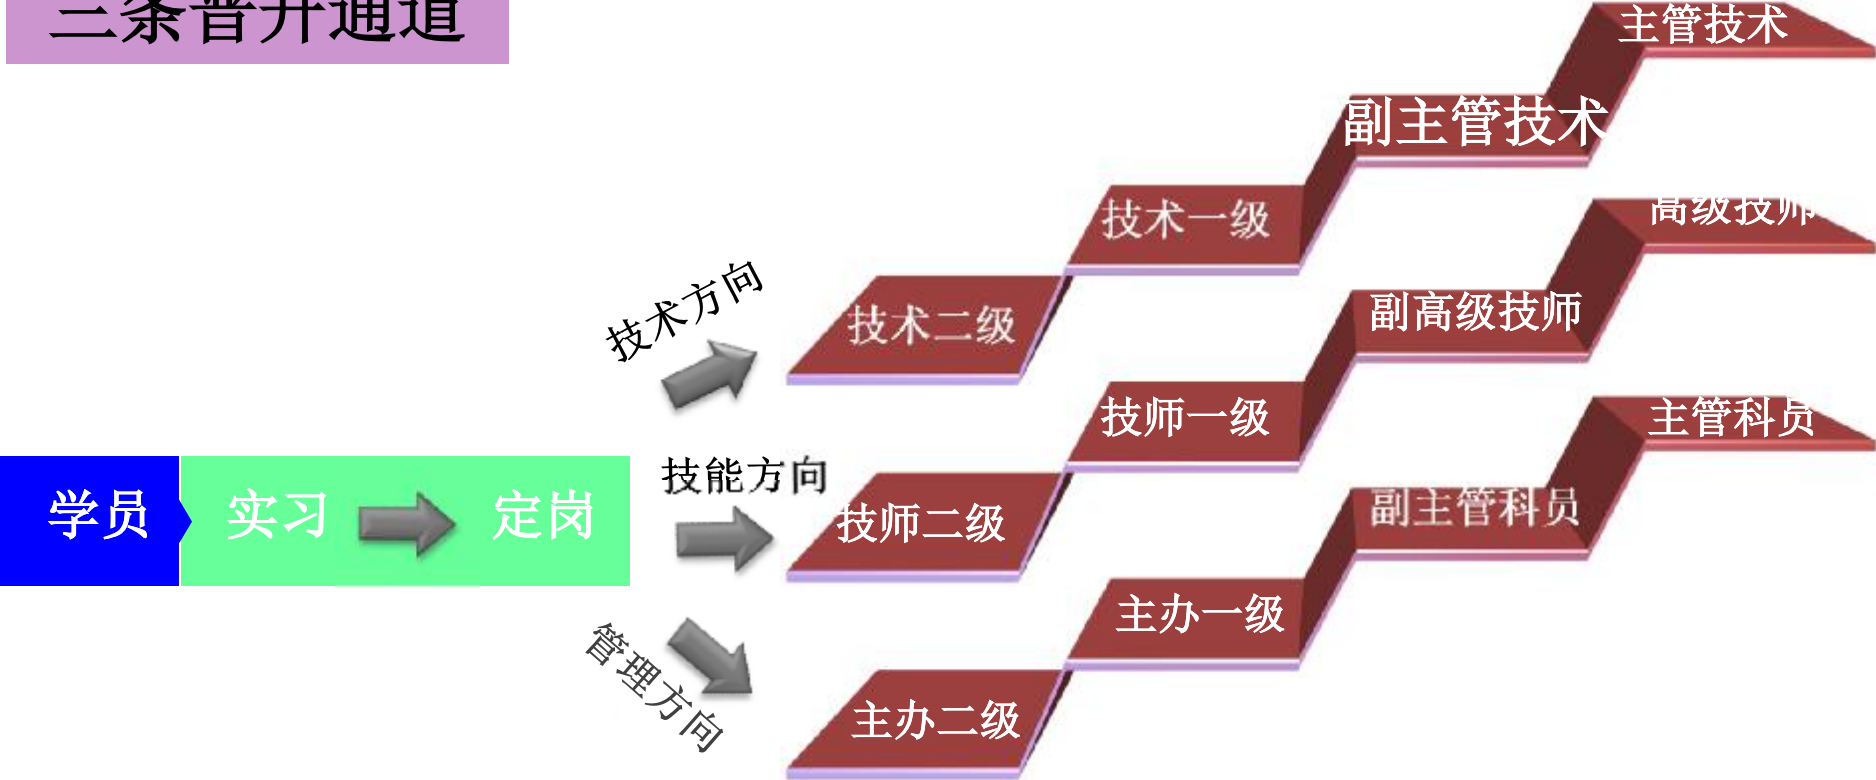 三条晋升通道
主管技术
副主管技术
技术一级
技术二级
技术方向
高级技师
副高级技师
技师一级
技师二级
技能方向
学员
实习
定岗
主管科员
副主管科员
主办一级
主办二级
管理方向